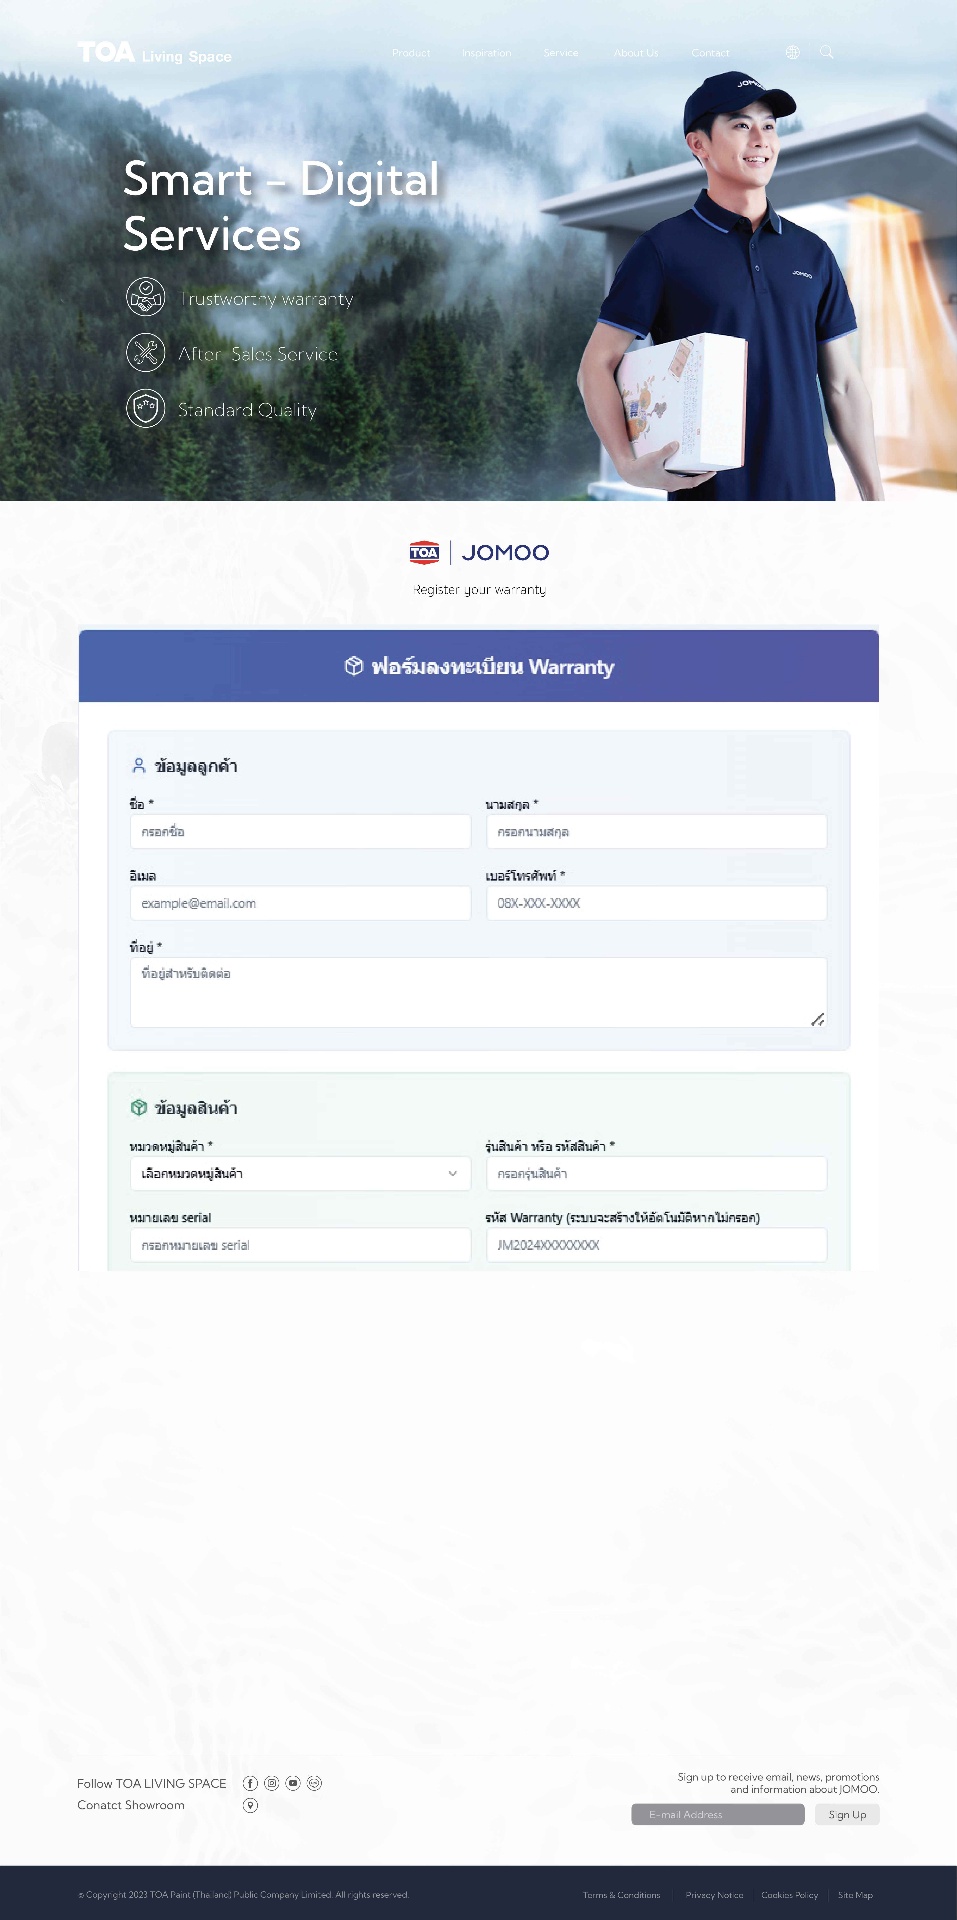 TOA Living Space
Product Inspiration Service About Us Contact
JOMOO
Smart - Digital
Services
JOMOO
Trustworthy warranty
After Sales Service
Standard Quality
TOA JOMOO
Register your warranty
ฟอร์มลงทะเบียน Warranty
ข้อมูลลูกค้า
ชื่อ * นามสกุล *
กรอกชื่อ กรอกนามสกุล
อีเมล เบอร์โทรศัพท์ *
example@email.com 08X-XXX-XXXX
ที่อยู่ *
ที่อยู่สำหรับติดต่อ
ข้อมูลสินค้า
หมวดหมู่สินค้า * รุ่นสินค้า หรือ รหัสสินค้า *
เลือกหมวดหมู่สินค้า กรอกรุ่นสินค้า
หมายเลข serial รหัส Warranty (ระบบจะสร้างให้อัตโนมัติหากไม่กรอก)
กรอกหมายเลข serial JM2024XXXXXXXXX
Follow TOA LIVING SPACE
Conatct Showroom
Sign up to receive email, news, promotions
and information about JOMOO.
E-mail Address Sign Up
© Copyright 2023 TOA Paint (Thailand) Public Company Limited. All rights reserved.
Terms & Conditions Privacy Notice Cookies Policy Site Map